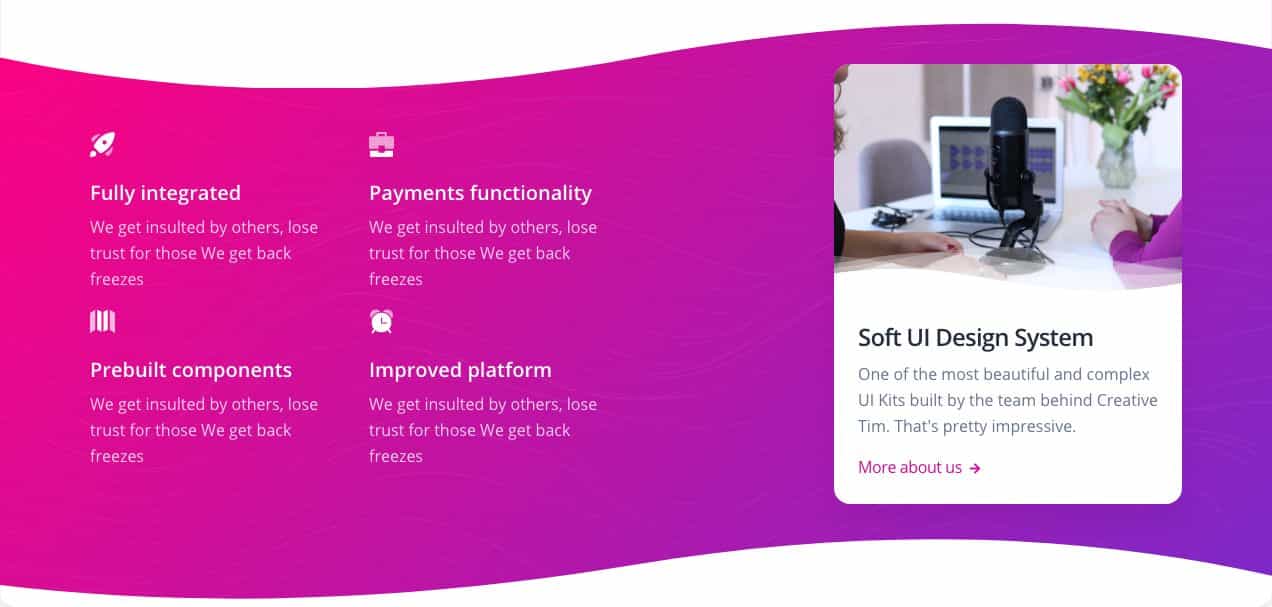 Fully integrated
We get insulted by others, lose
trust for those We get back
freezes
Payments functionality
We get insulted by others, lose
trust for those We get back
freezes
Prebuilt components
We get insulted by others, lose
trust for those We get back
freezes
Improved platform
We get insulted by others, lose
trust for those We get back
freezes
Soft UI Design System
One of the most beautiful and complex
UI Kits built by the team behind Creative
Tim. That's pretty impressive.
More about us →